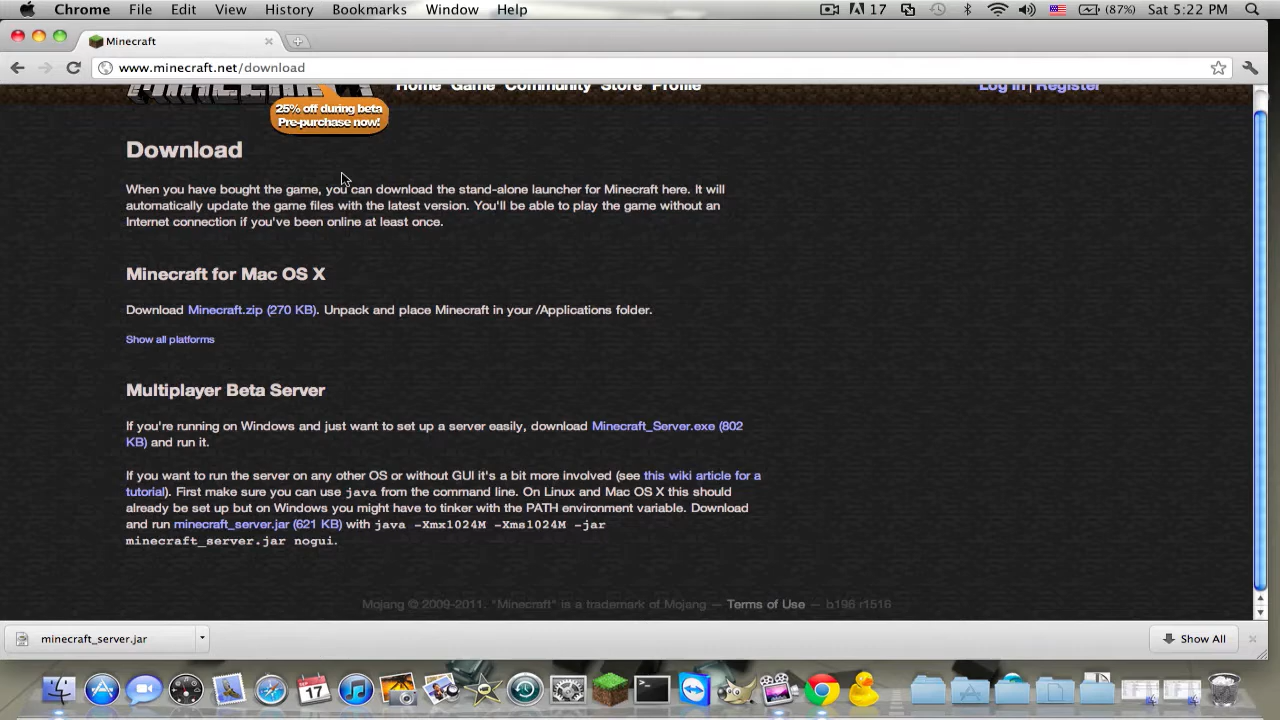 Chrome File Edit View History Bookmarks Window Help 17 (87%) Sat 5:22 PM
Minecraft
www.minecraft.net/download
MINECRAFT Home Game Community Store Profile Log in | Register
25% off during beta
Pre-purchase now!
Download
When you have bought the game, you can download the stand-alone launcher for Minecraft here. It will
automatically update the game files with the latest version. You'll be able to play the game without an
Internet connection if you've been online at least once.
Minecraft for Mac OS X
Download Minecraft.zip (270 KB). Unpack and place Minecraft in your /Applications folder.
Show all platforms
Multiplayer Beta Server
If you're running on Windows and just want to set up a server easily, download Minecraft_Server.exe (802
KB) and run it.
If you want to run the server on any other OS or without GUI it's a bit more involved (see this wiki article for a
tutorial). First make sure you can use java from the command line. On Linux and Mac OS X this should
already be set up but on Windows you might have to tinker with the PATH environment variable. Download
and run minecraft_server.jar (621 KB) with java -Xmx1024M -Xms1024M -jar
minecraft_server.jar nogui.
Mojang © 2009-2011. "Minecraft" is a trademark of Mojang — Terms of Use — b196 r1516
minecraft_server.jar Show All
17